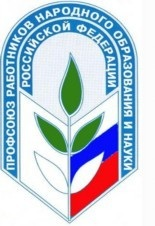 ПРОФСОЮЗ РАБОТНИКОВ НАРОДНОГО ОБРАЗОВАНИЯ И НАУКИ
РОССИЙСКОЙ ФЕДЕРАЦИИ